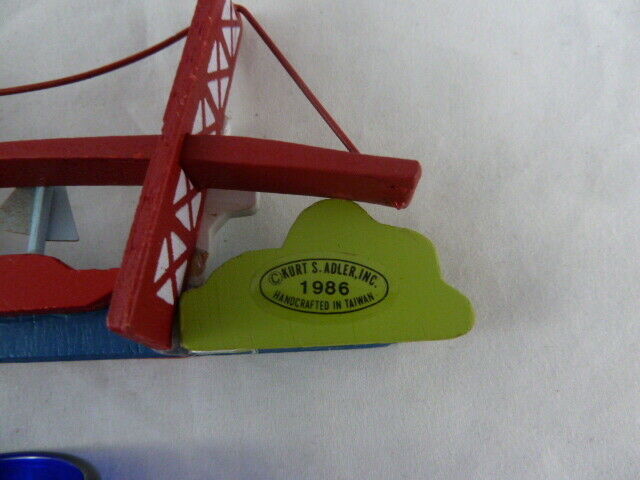 ©KURT S. ADLER, INC.
1986
HANDCRAFTED IN TAIWAN